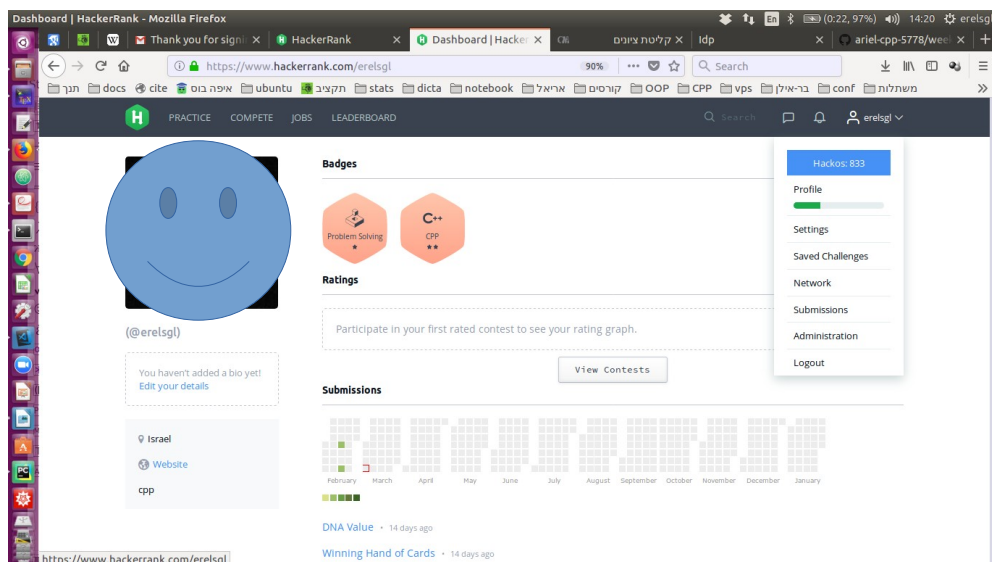 Dashboard | HackerRank - Mozilla Firefox
En (0:22, 97%) 14:20 erelsgl
Thank you for signi × HackerRank × Dashboard | Hacker × קליטת ציונים × Idp × ariel-cpp-5778/wee ×
https://www.hackerrank.com/erelsgl 90% Search
תנך docs cite איפה בוס ubuntu תקציב stats dicta notebook אריאל קורסים OOP CPP vps בר-אילן conf משתלות
H PRACTICE COMPETE JOBS LEADERBOARD Search erelsgl
Hackos: 833
Profile
Settings
Saved Challenges
Network
Submissions
Administration
Logout
Badges
Problem Solving
★
C++
CPP
★★
Ratings
Participate in your first rated contest to see your rating graph.
View Contests
(@erelsgl)
You haven't added a bio yet!
Edit your details
Israel
Website
cpp
Submissions
February March April May June July August September October November December January
DNA Value • 14 days ago
Winning Hand of Cards • 14 days ago
https://www.hackerrank.com/erelsgl